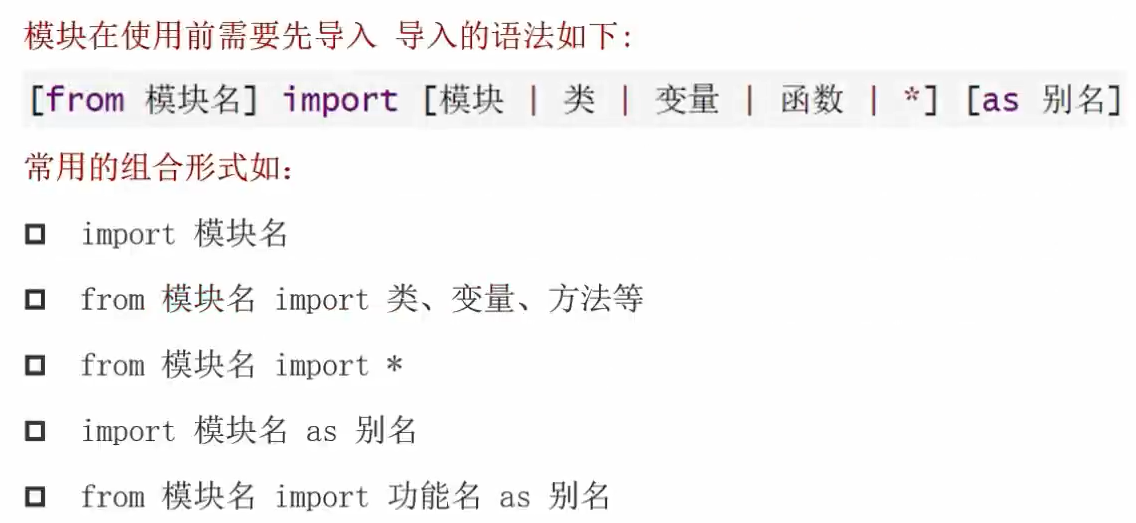 模块在使用前需要先导入 导入的语法如下:
[from 模块名] import [模块 | 类 | 变量 | 函数 | *] [as 别名]
常用的组合形式如：
import 模块名
from 模块名 import 类、变量、方法等
from 模块名 import *
import 模块名 as 别名
from 模块名 import 功能名 as 别名